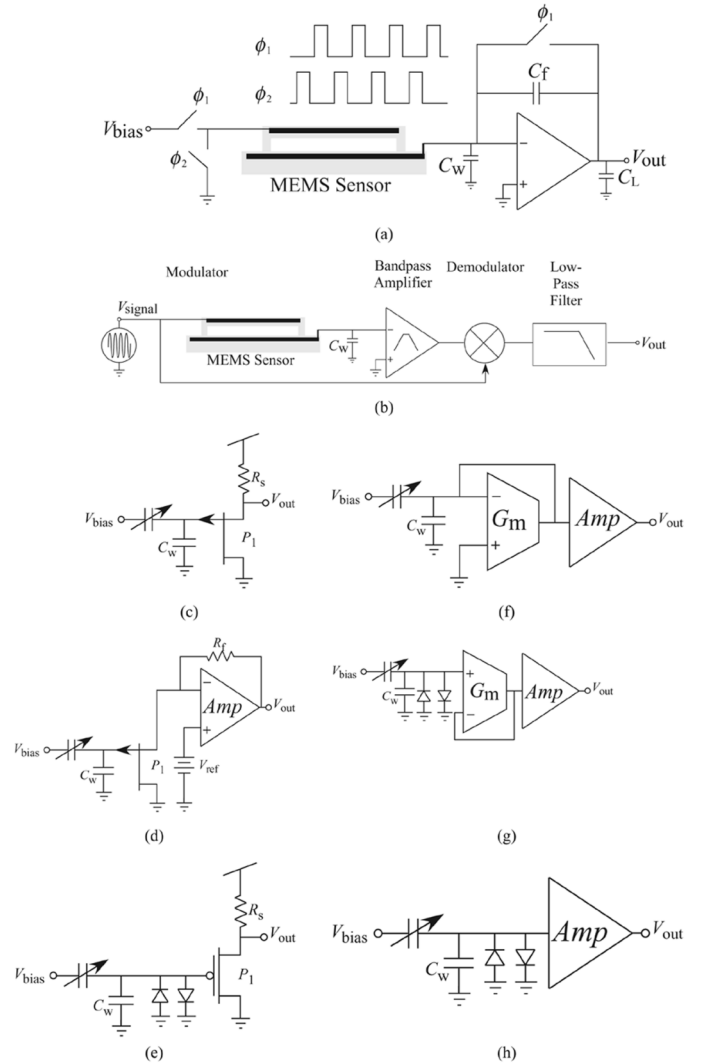 ϕ1
ϕ1
Cf
ϕ2
ϕ1
Vbias
ϕ2
− 
CW
Vout
+
CL
MEMS Sensor
(a)
Modulator
Bandpass Amplifier
Demodulator
Low-Pass Filter
Vsignal
−
CW
+
Vout
MEMS Sensor
(b)
Rs
Vout
Vbias
CW
P1
(c)
Vbias
−
Gm
Amp
Vout
CW
+
(f)
Rf
−
Amp
Vout
+
Vbias
CW
P1
Vref
(d)
Vbias
+
CW
Gm
Amp
Vout
−
(g)
Rs
Vout
Vbias
P1
CW
(e)
Vbias
Amp
Vout
CW
(h)